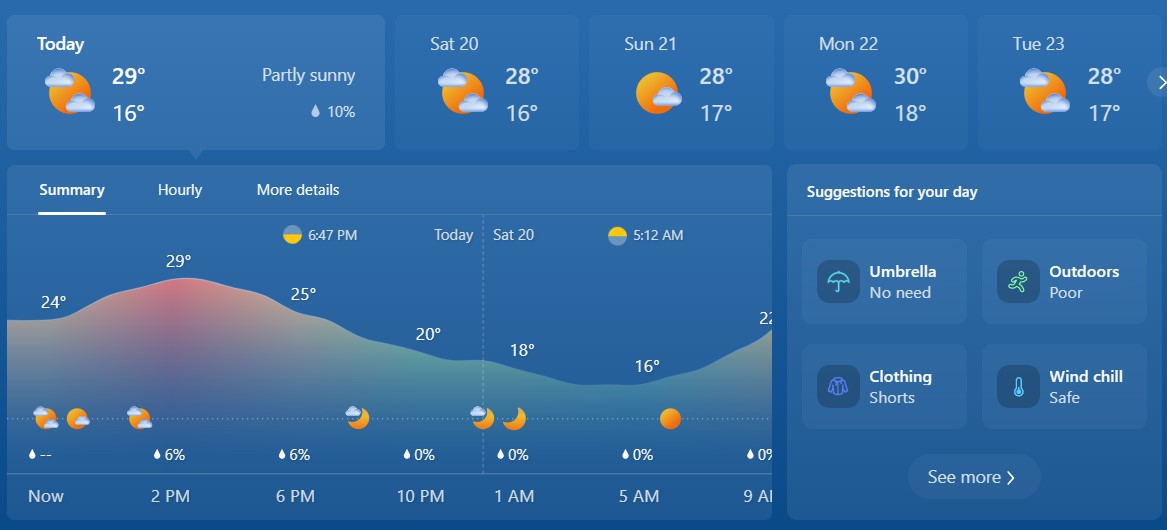 Today
29°
Partly sunny
16°
10%
Sat 20
28°
16°
Sun 21
28°
17°
Mon 22
30°
18°
Tue 23
28°
17°
Summary Hourly More details
6:47 PM Today Sat 20 5:12 AM
24° 29° 25° 20° 18° 16° 22
-- 6% 6% 0% 0% 0% 0%
Now 2 PM 6 PM 10 PM 1 AM 5 AM 9 A
Suggestions for your day
Umbrella
No need
Outdoors
Poor
Clothing
Shorts
Wind chill
Safe
See more